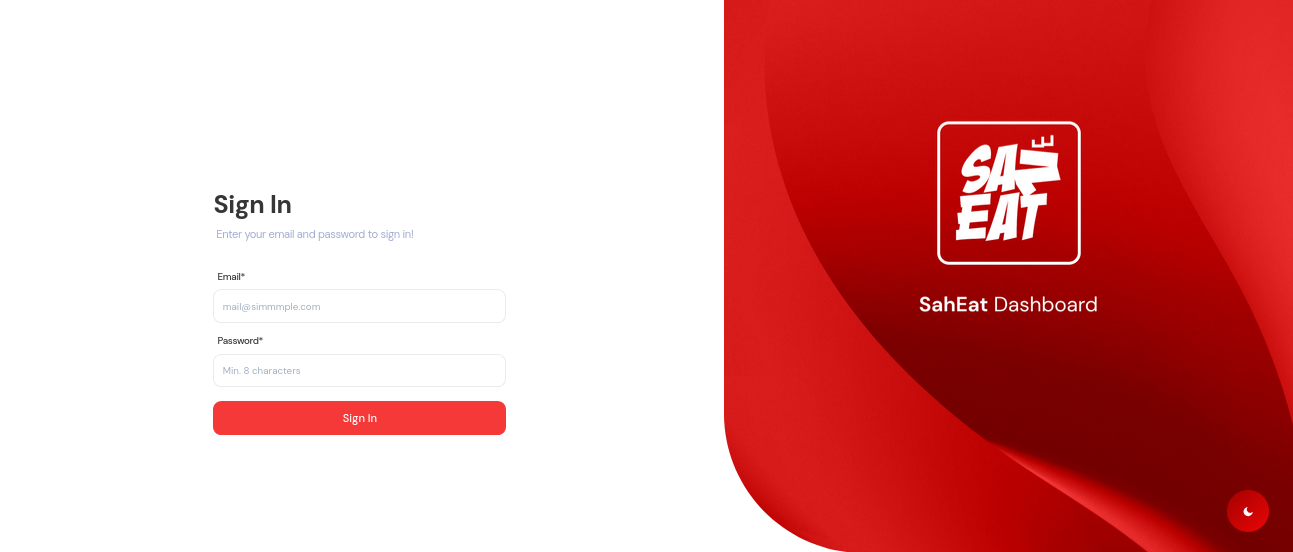 Sign In
Enter your email and password to sign in!
Email*
mail@simmmple.com
Password*
Min. 8 characters
Sign In
SAHE
EAT
SahEat Dashboard